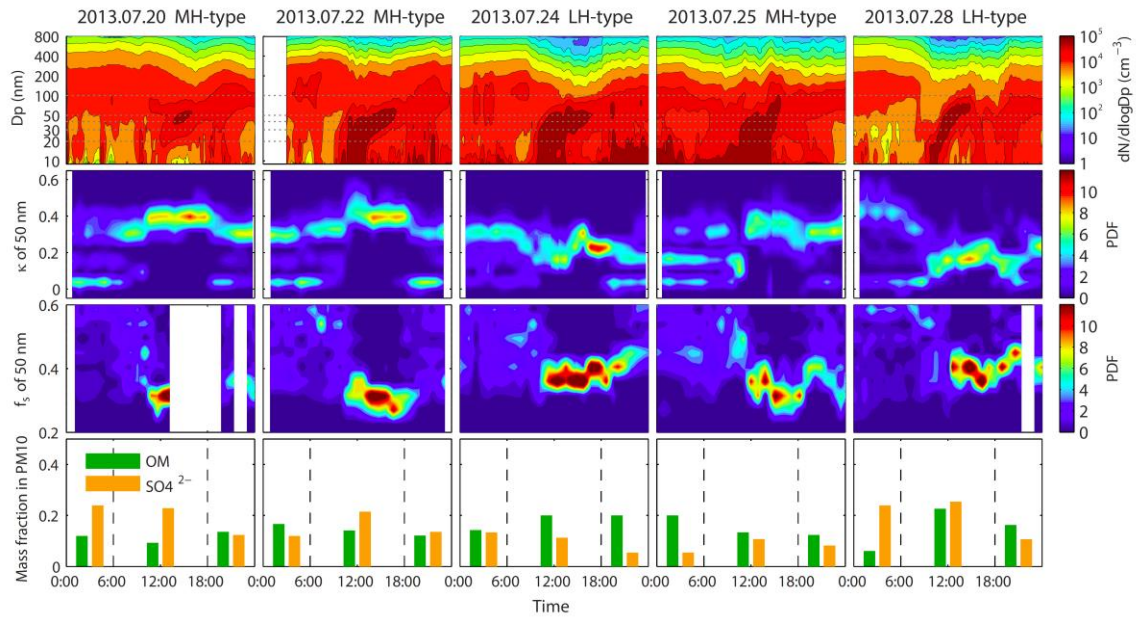 2013.07.20 MH-type
2013.07.22 MH-type
2013.07.24 LH-type
2013.07.25 MH-type
2013.07.28 LH-type
Dp (nm)
800
400
200
100
50
30
20
10
10^5
10^4
10^3
10^2
10
1
dN/dlogDp (cm^-3)
κ of 50 nm
0.6
0.4
0.2
0
10
8
6
4
2
0
PDF
f_s of 50 nm
0.6
0.4
0.2
10
8
6
4
2
0
PDF
Mass fraction in PM10
0.4
0.2
0
OM
SO4 2−
0:00 6:00 12:00 18:00 0:00 6:00 12:00 18:00 0:00 6:00 12:00 18:00 0:00 6:00 12:00 18:00 0:00 6:00 12:00 18:00
Time